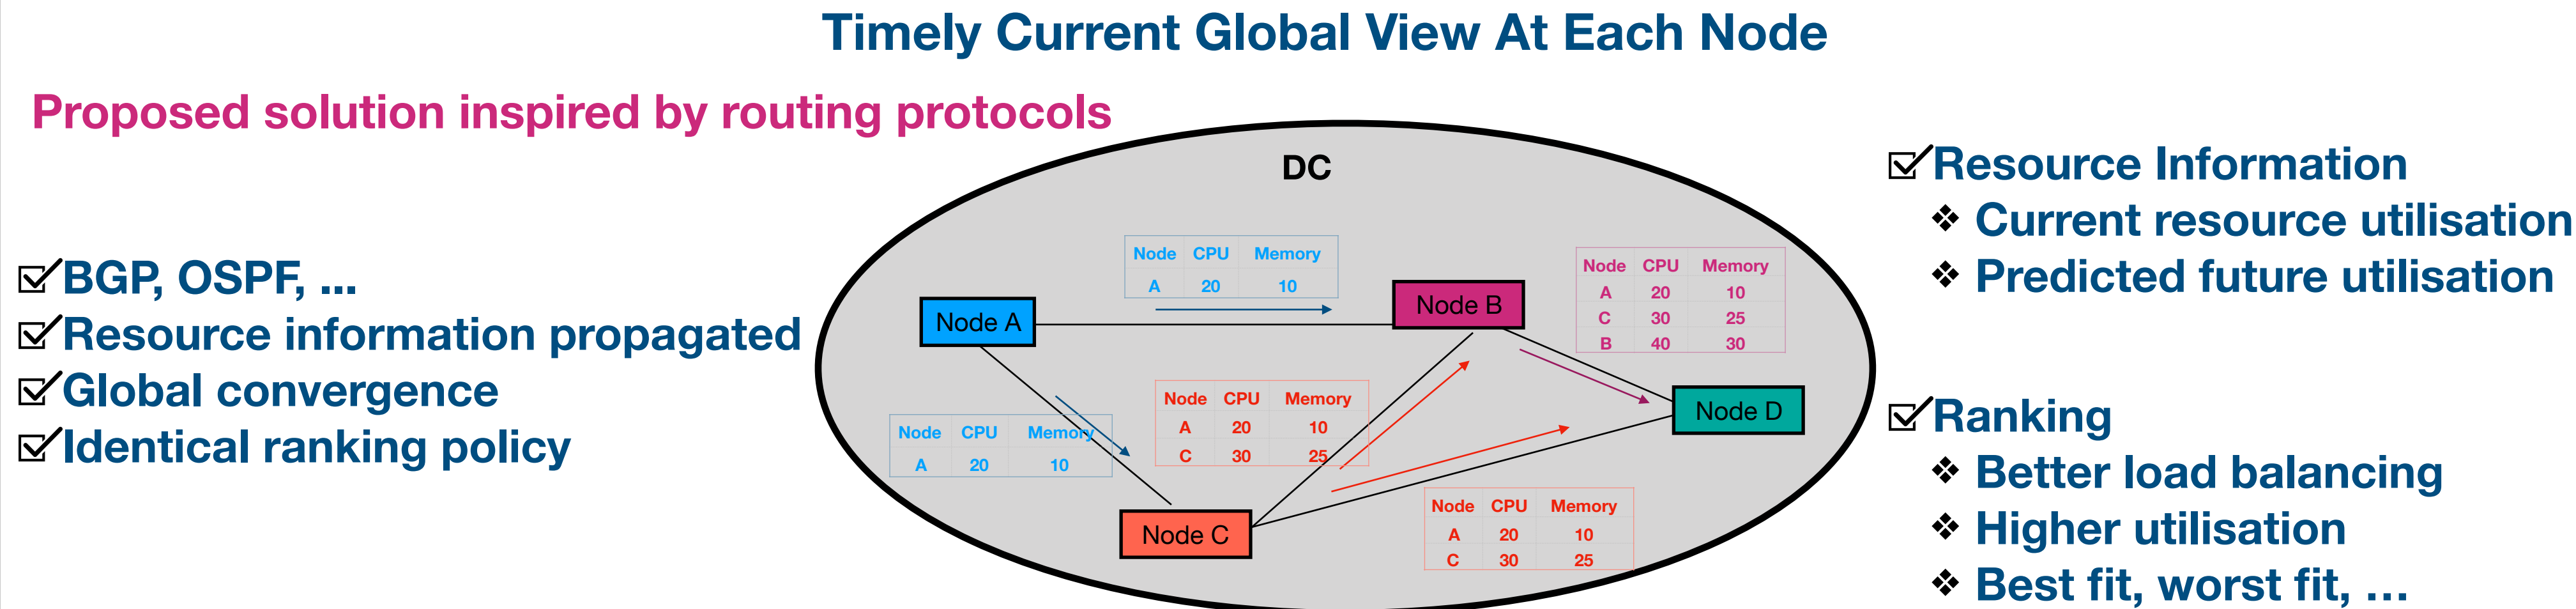 Timely Current Global View At Each Node
Proposed solution inspired by routing protocols
BGP, OSPF, ...
Resource information propagated
Global convergence
Identical ranking policy
DC
Node CPU Memory
A 20 10
Node A
Node B
Node CPU Memory
A 20 10
C 30 25
B 40 30
Node CPU Memory
A 20 10
Node CPU Memory
A 20 10
C 30 25
Node D
Node C
Node CPU Memory
A 20 10
C 30 25
Resource Information
❖ Current resource utilisation
❖ Predicted future utilisation
Ranking
❖ Better load balancing
❖ Higher utilisation
❖ Best fit, worst fit, …